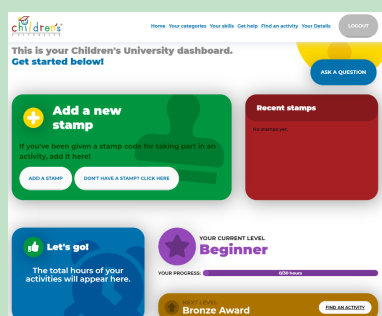 children's
UNIVERSITY
Home Your categories Your skills Get help Find an activity Your Details
LOGOUT
This is your Children's University dashboard.
Get started below!
ASK A QUESTION
Add a new
stamp
If you've been given a stamp code for taking part in an
activity, add it here!
ADD A STAMP
DON'T HAVE A STAMP? CLICK HERE
Recent stamps
No stamps yet.
Let's go!
The total hours of your
activities will appear here.
YOUR CURRENT LEVEL
Beginner
YOUR PROGRESS:
0/30 hours
NEXT LEVEL
Bronze Award
FIND AN ACTIVITY